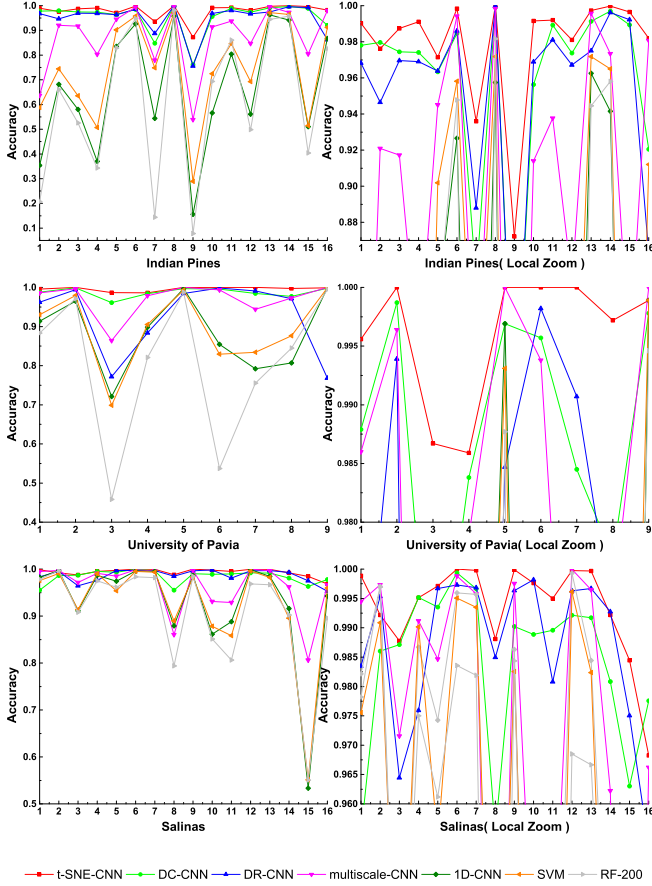 1.0
0.9
0.8
0.7
0.6
0.5
0.4
0.3
0.2
0.1
Accuracy
1 2 3 4 5 6 7 8 9 10 11 12 13 14 15 16
Indian Pines
1.00
0.98
0.96
0.94
0.92
0.90
0.88
Accuracy
1 2 3 4 5 6 7 8 9 10 11 12 13 14 15 16
Indian Pines( Local Zoom )
1.0
0.9
0.8
0.7
0.6
0.5
0.4
Accuracy
1 2 3 4 5 6 7 8 9
University of Pavia
1.000
0.995
0.990
0.985
0.980
Accuracy
1 2 3 4 5 6 7 8 9
University of Pavia( Local Zoom )
1.0
0.9
0.8
0.7
0.6
0.5
Accuracy
1 2 3 4 5 6 7 8 9 10 11 12 13 14 15 16
Salinas
1.000
0.995
0.990
0.985
0.980
0.975
0.970
0.965
0.960
Accuracy
1 2 3 4 5 6 7 8 9 10 11 12 13 14 15 16
Salinas( Local Zoom )
t-SNE-CNN DC-CNN DR-CNN multiscale-CNN 1D-CNN SVM RF-200